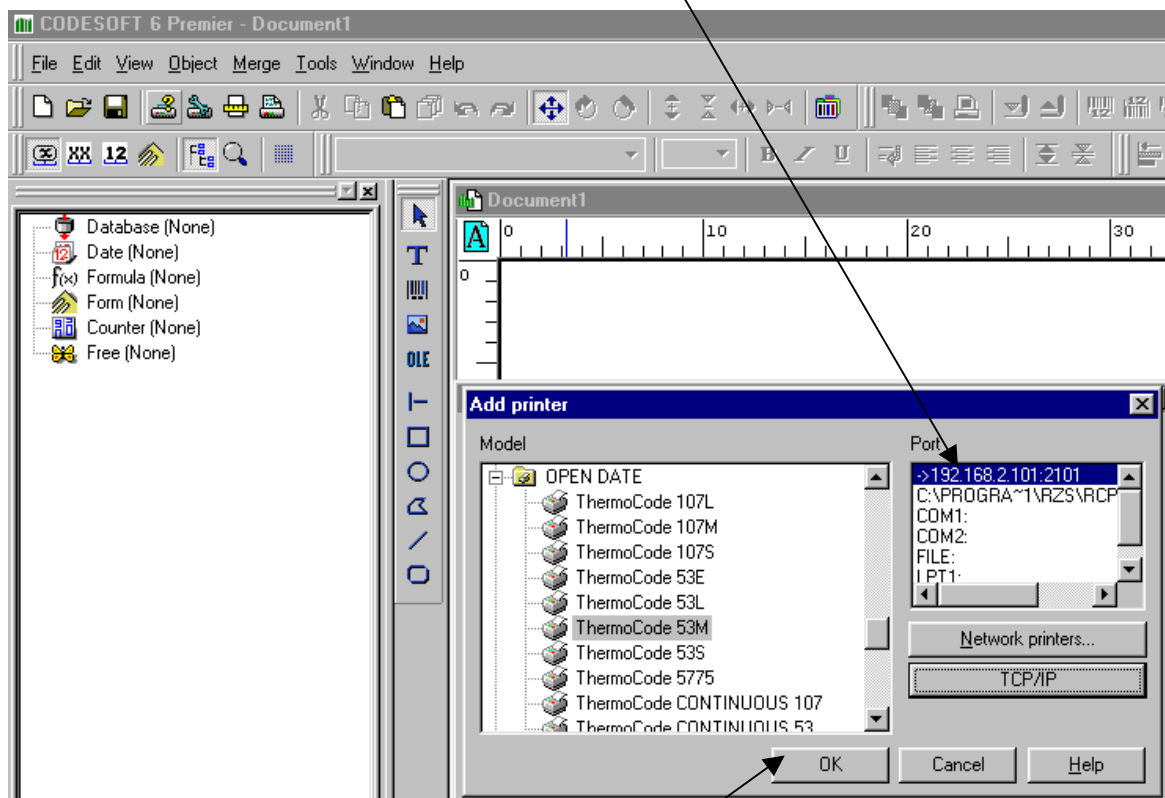 CODESOFT 6 Premier - Document1
File Edit View Object Merge Tools Window Help
XX 12
B I U
Document1
Database (None)
Date (None)
f(x) Formula (None)
Form (None)
Counter (None)
Free (None)
T
OLE
A 0 10 20 30
0
Add printer
Model
Port
OPEN DATE
ThermoCode 107L
ThermoCode 107M
ThermoCode 107S
ThermoCode 53E
ThermoCode 53L
ThermoCode 53M
ThermoCode 53S
ThermoCode 5775
ThermoCode CONTINUOUS 107
ThermoCode CONTINUOUS 53
->192.168.2.101:2101
C:\PROGRA~1\RZS\RCP
COM1:
COM2:
FILE:
LPT1:
Network printers...
TCP/IP
OK Cancel Help